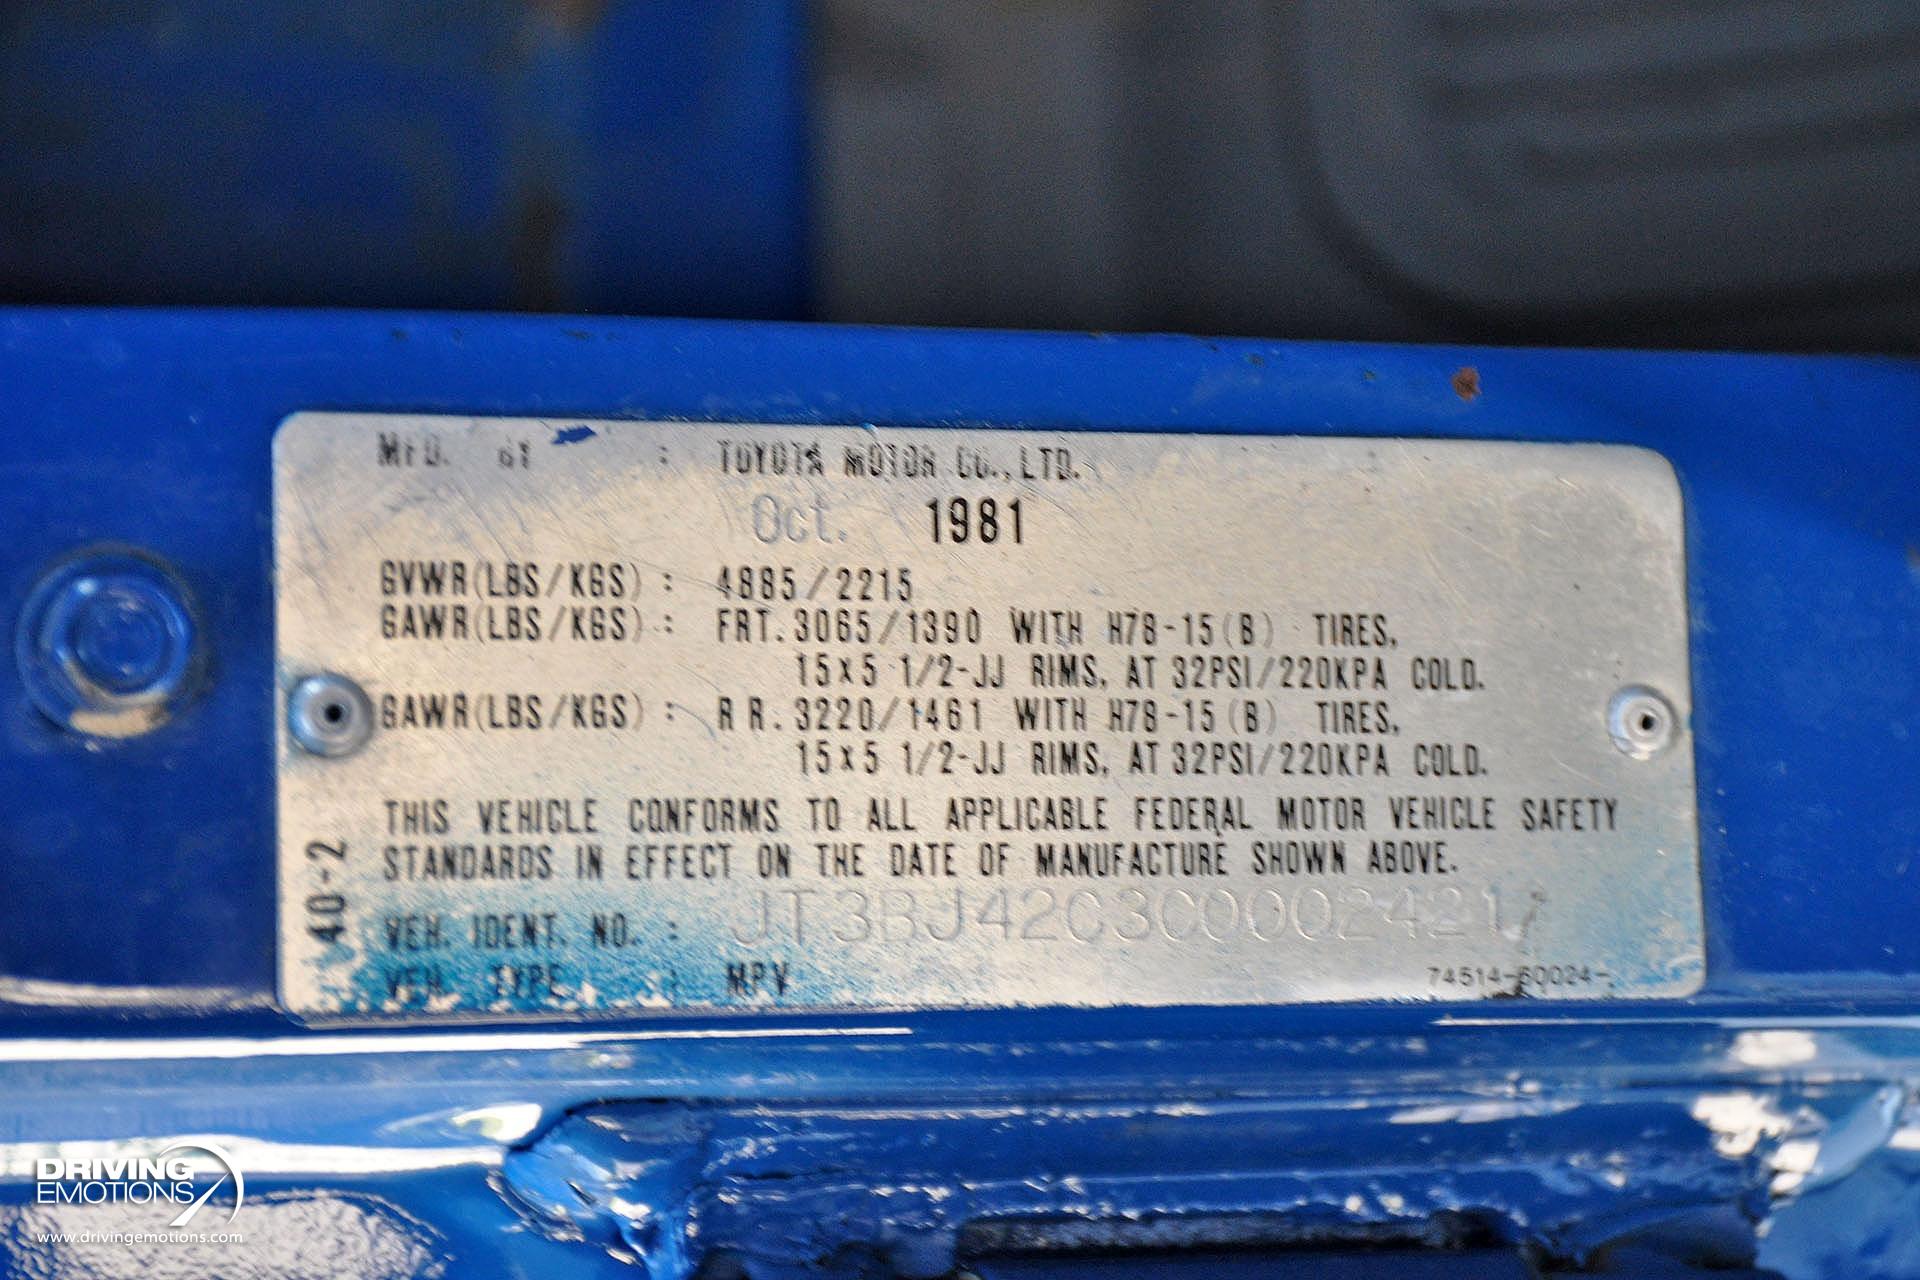 MFD. BY : TOYOTA MOTOR CO.,LTD.
Oct. 1981
GVWR(LBS/KGS) : 4885/2215
GAWR(LBS/KGS) : FRT.3065/1390 WITH H78-15(B) TIRES,
15x5 1/2-JJ RIMS, AT 32PSI/220KPA COLD.
GAWR(LBS/KGS) : RR.3220/1461 WITH H78-15(B) TIRES,
15x5 1/2-JJ RIMS, AT 32PSI/220KPA COLD.
THIS VEHICLE CONFORMS TO ALL APPLICABLE FEDERAL MOTOR VEHICLE SAFETY
STANDARDS IN EFFECT ON THE DATE OF MANUFACTURE SHOWN ABOVE.
VEH. IDENT. NO. : JT3BJ42C3C0002421
VEH. TYPE : MPV
74514-60024-
40-2
DRIVING
EMOTIONS
www.drivingemotions.com